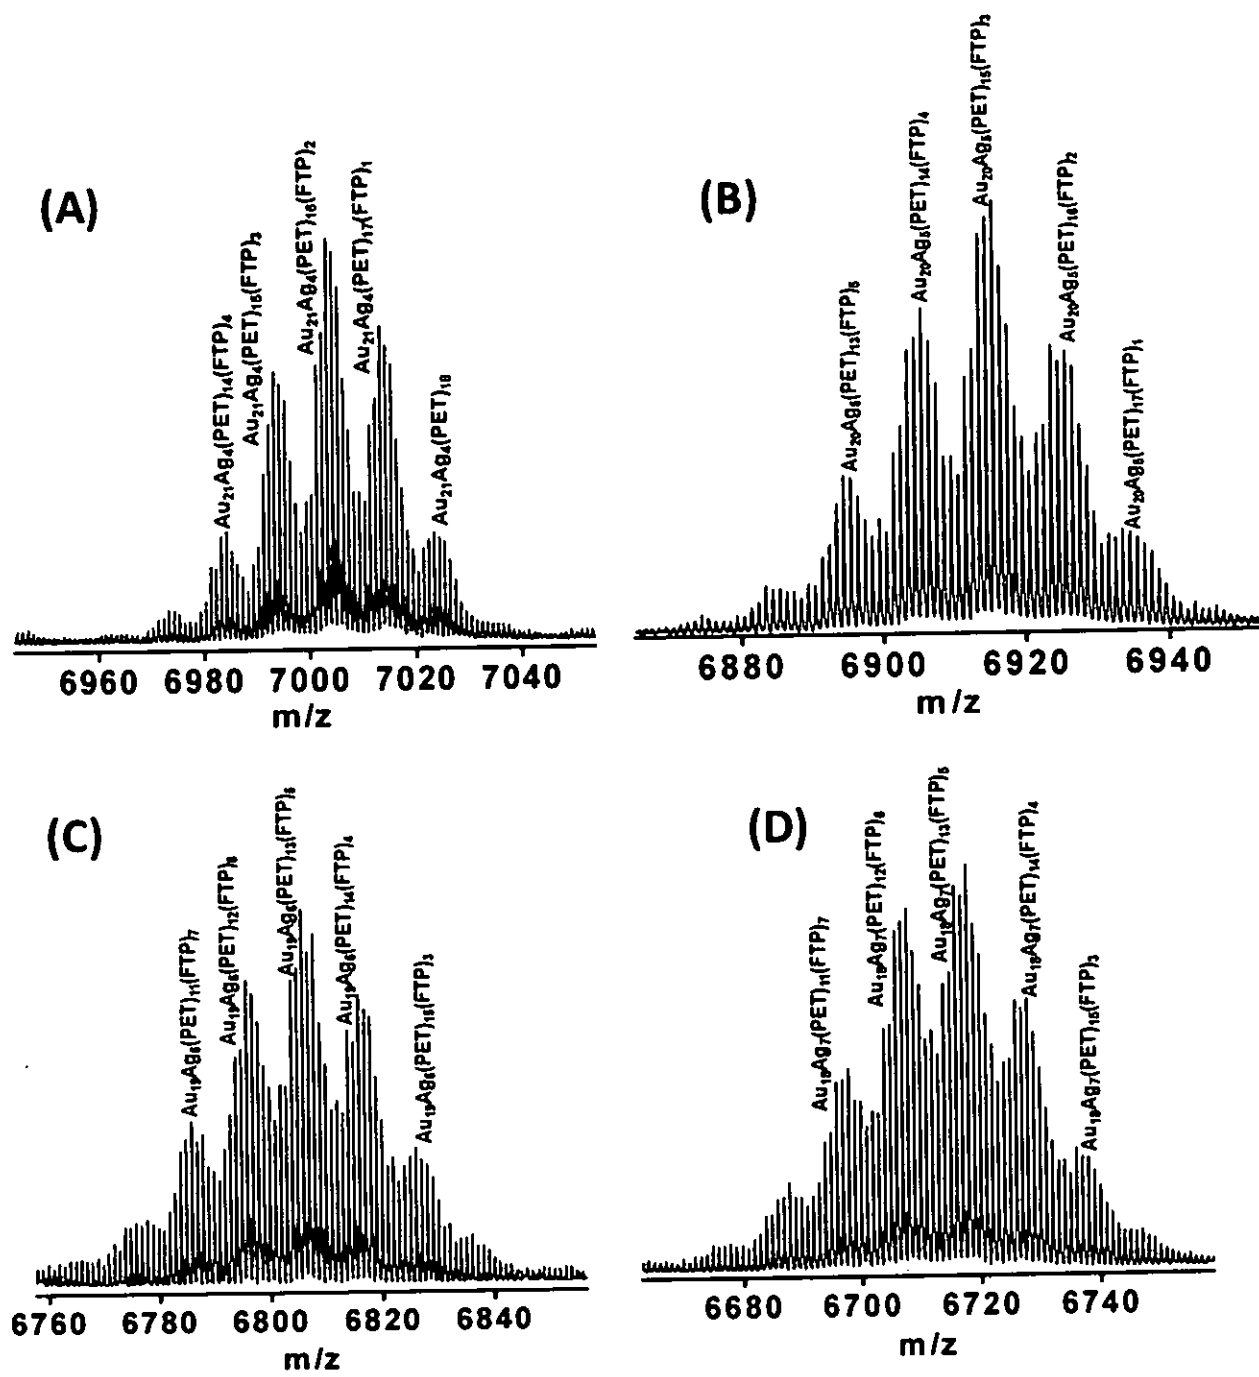 (A)
Au₂₁Ag₄(PET)₁₄(FTP)₄
Au₂₁Ag₄(PET)₁₅(FTP)₃
Au₂₁Ag₄(PET)₁₆(FTP)₂
Au₂₁Ag₄(PET)₁₇(FTP)₁
Au₂₁Ag₄(PET)₁₈
6960 6980 7000 7020 7040
m/z
(B)
Au₂₀Ag₅(PET)₁₃(FTP)₅
Au₂₀Ag₅(PET)₁₄(FTP)₄
Au₂₀Ag₅(PET)₁₅(FTP)₃
Au₂₀Ag₅(PET)₁₆(FTP)₂
Au₂₀Ag₅(PET)₁₇(FTP)₁
6880 6900 6920 6940
m/z
(C)
Au₁₉Ag₆(PET)₁₁(FTP)₇
Au₁₉Ag₆(PET)₁₂(FTP)₆
Au₁₉Ag₆(PET)₁₃(FTP)₅
Au₁₉Ag₆(PET)₁₄(FTP)₄
Au₁₉Ag₆(PET)₁₅(FTP)₃
6760 6780 6800 6820 6840
m/z
(D)
Au₁₈Ag₇(PET)₁₁(FTP)₇
Au₁₈Ag₇(PET)₁₂(FTP)₆
Au₁₈Ag₇(PET)₁₃(FTP)₅
Au₁₈Ag₇(PET)₁₄(FTP)₄
Au₁₈Ag₇(PET)₁₅(FTP)₃
6680 6700 6720 6740
m/z